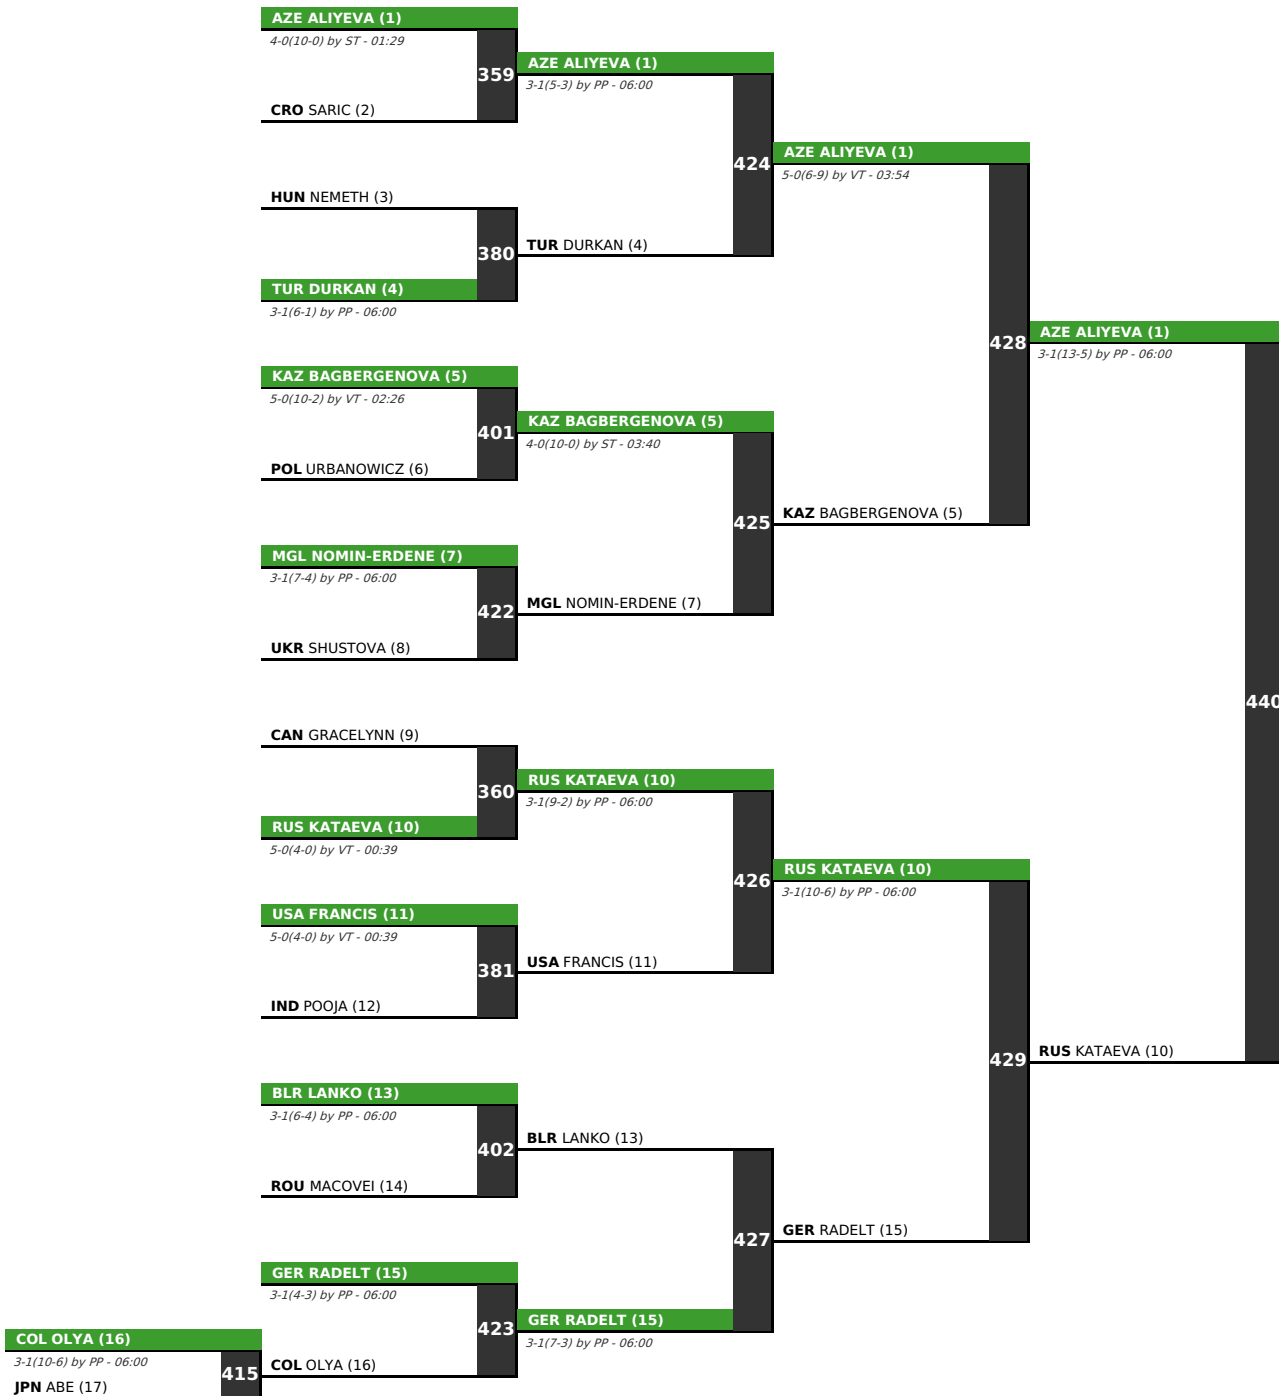 AZE ALIYEVA (1)
4-0(10-0) by ST - 01:29
359
CRO SARIC (2)
AZE ALIYEVA (1)
3-1(5-3) by PP - 06:00
424
HUN NEMETH (3)
380
TUR DURKAN (4)
3-1(6-1) by PP - 06:00
TUR DURKAN (4)
AZE ALIYEVA (1)
5-0(6-9) by VT - 03:54
428
KAZ BAGBERGENOVA (5)
5-0(10-2) by VT - 02:26
401
POL URBANOWICZ (6)
KAZ BAGBERGENOVA (5)
4-0(10-0) by ST - 03:40
425
MGL NOMIN-ERDENE (7)
3-1(7-4) by PP - 06:00
422
UKR SHUSTOVA (8)
MGL NOMIN-ERDENE (7)
KAZ BAGBERGENOVA (5)
AZE ALIYEVA (1)
3-1(13-5) by PP - 06:00
440
CAN GRACELYNN (9)
360
RUS KATAEVA (10)
5-0(4-0) by VT - 00:39
RUS KATAEVA (10)
3-1(9-2) by PP - 06:00
426
USA FRANCIS (11)
5-0(4-0) by VT - 00:39
381
IND POOJA (12)
USA FRANCIS (11)
RUS KATAEVA (10)
3-1(10-6) by PP - 06:00
429
RUS KATAEVA (10)
BLR LANKO (13)
3-1(6-4) by PP - 06:00
402
ROU MACOVEI (14)
BLR LANKO (13)
427
GER RADELT (15)
GER RADELT (15)
3-1(4-3) by PP - 06:00
423
COL OLYA (16)
GER RADELT (15)
3-1(7-3) by PP - 06:00
COL OLYA (16)
3-1(10-6) by PP - 06:00
415
JPN ABE (17)